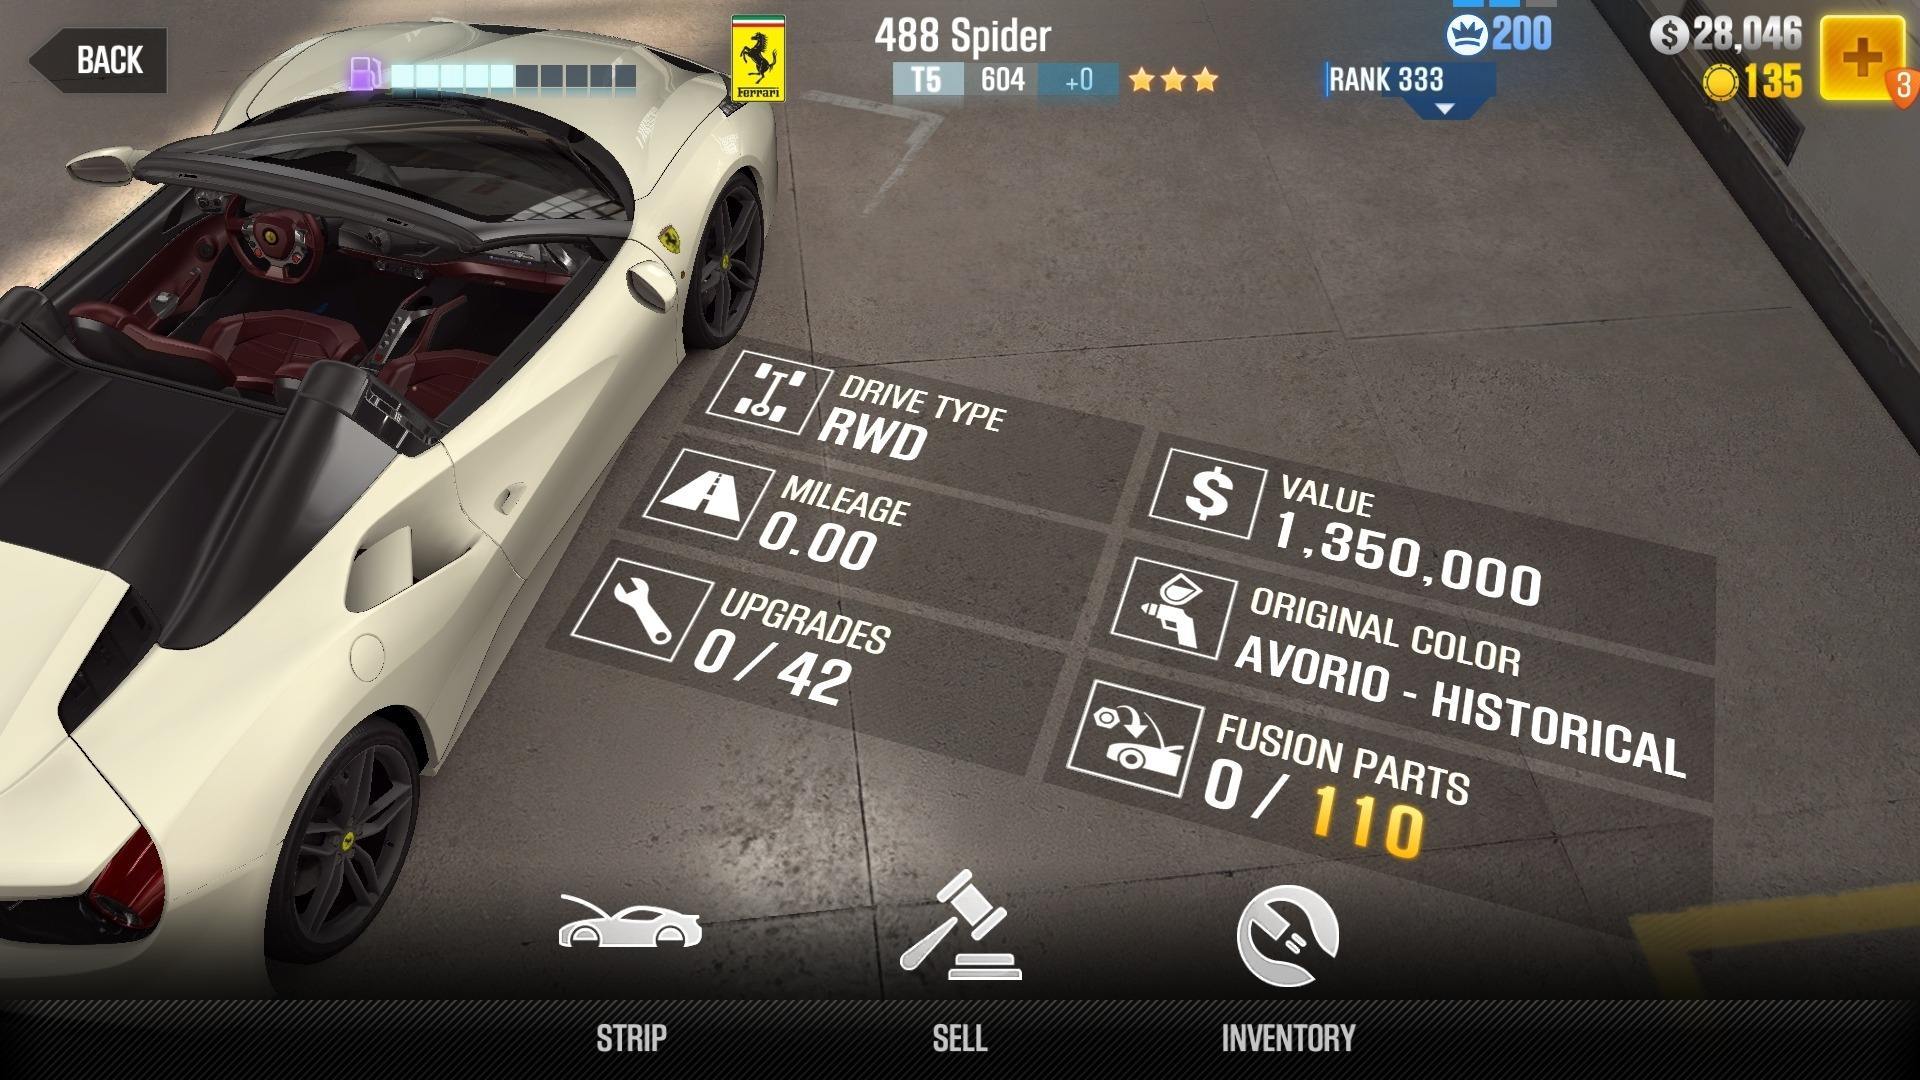 BACK
Ferrari
488 Spider
T5 604 +0
RANK 333
200
28,046
135
3
DRIVE TYPE
RWD
MILEAGE
0.00
UPGRADES
0/42
VALUE
1,350,000
ORIGINAL COLOR
AVORIO - HISTORICAL
FUSION PARTS
0/110
STRIP
SELL
INVENTORY